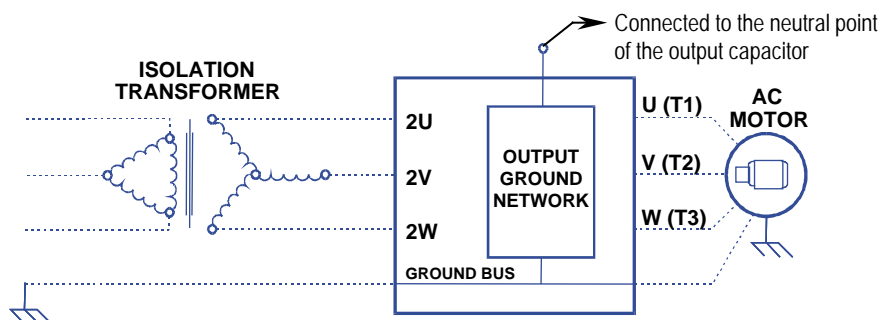 Connected to the neutral point
of the output capacitor
ISOLATION
TRANSFORMER
2U
2V
2W
OUTPUT
GROUND
NETWORK
GROUND BUS
U (T1)
V (T2)
W (T3)
AC
MOTOR